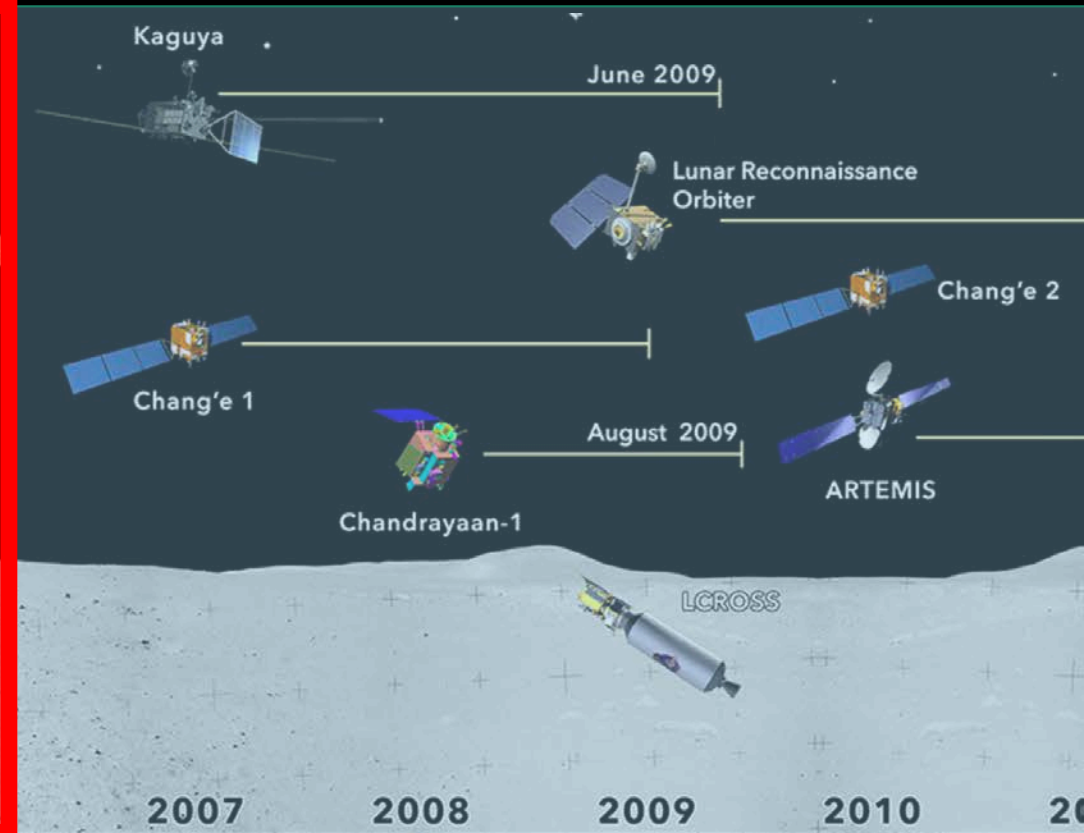 Kaguya
June 2009
Lunar Reconnaissance
Orbiter
Chang'e 2
Chang'e 1
August 2009
ARTEMIS
Chandrayaan-1
LCROSS
2007 2008 2009 2010 20